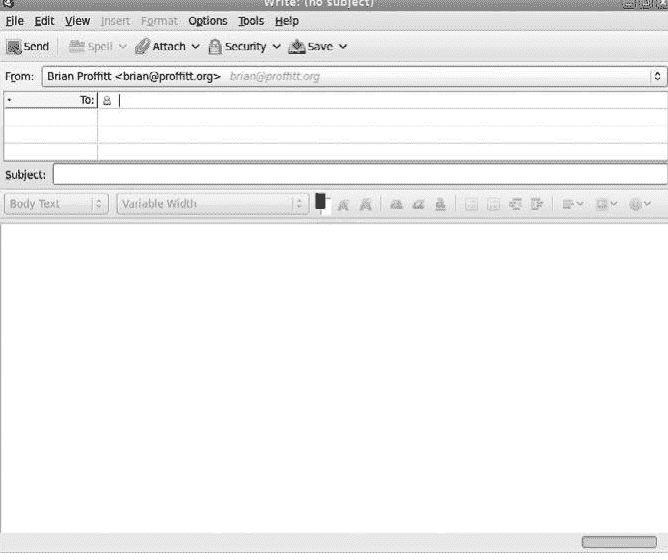 Write: (no subject)
File Edit View Insert Format Options Tools Help
Send Spell Attach Security Save
From: Brian Proffitt <brian@proffitt.org> brian@proffitt.org
To:
Subject:
Body Text Variable Width